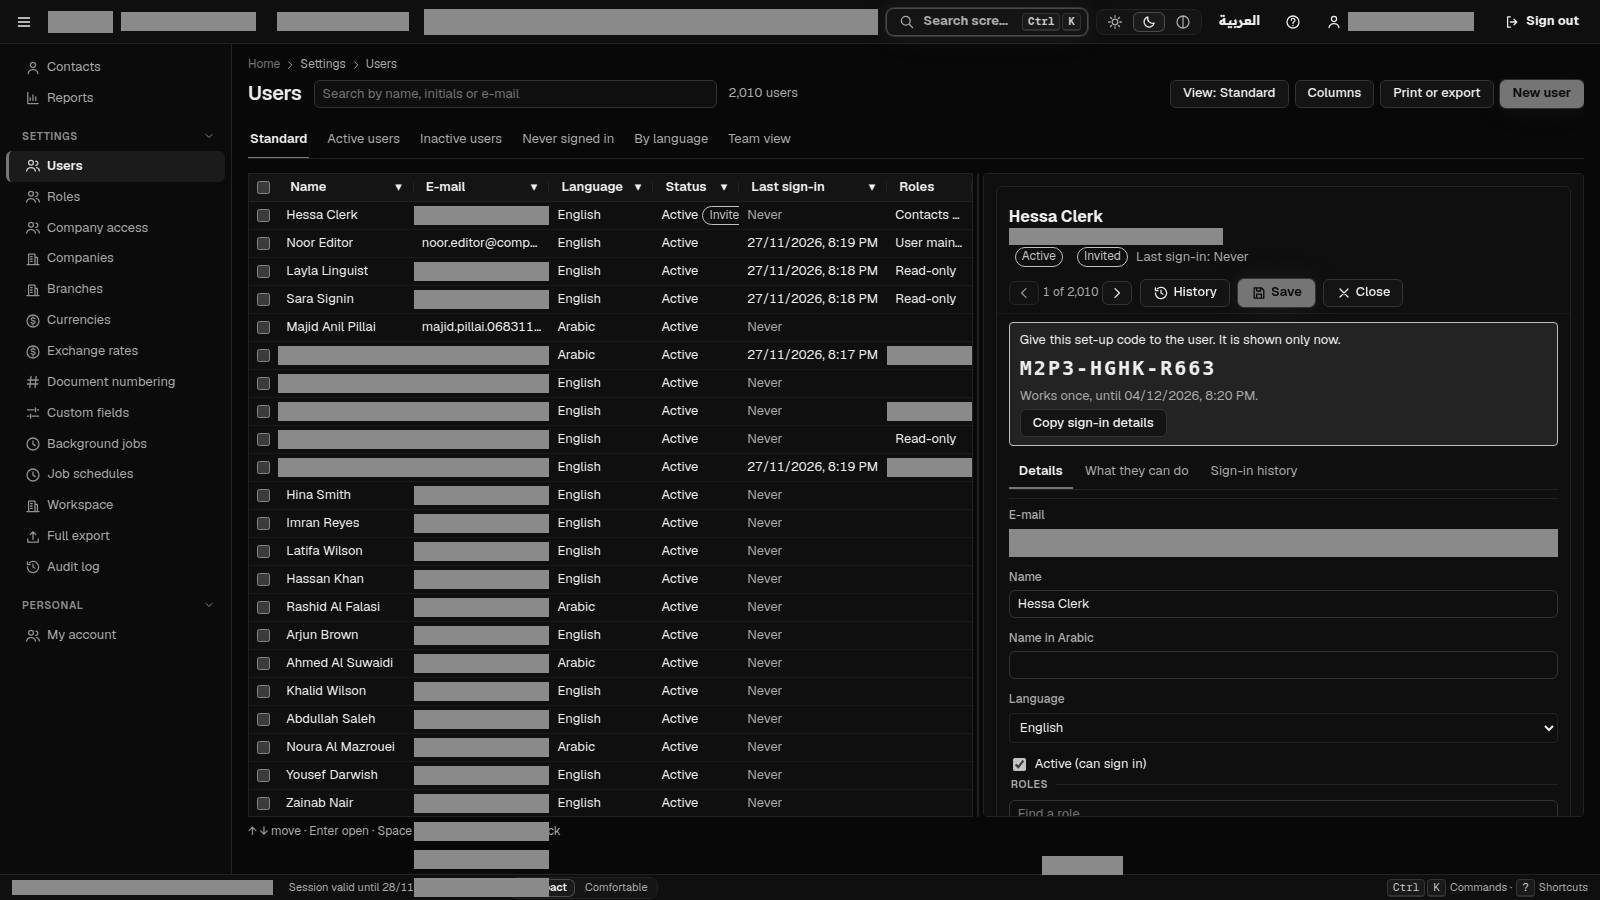 Search scre... Ctrl K
العربية
Sign out
Contacts
Reports
SETTINGS
Users
Roles
Company access
Companies
Branches
Currencies
Exchange rates
Document numbering
Custom fields
Background jobs
Job schedules
Workspace
Full export
Audit log
PERSONAL
My account
Home > Settings > Users
Users
Search by name, initials or e-mail
2,010 users
View: Standard
Columns
Print or export
New user
Standard Active users Inactive users Never signed in By language Team view
Name E-mail Language Status Last sign-in Roles
Hessa Clerk English Active Invite Never Contacts ...
Noor Editor noor.editor@comp... English Active 27/11/2026, 8:19 PM User main...
Layla Linguist English Active 27/11/2026, 8:18 PM Read-only
Sara Signin English Active 27/11/2026, 8:18 PM Read-only
Majid Anil Pillai majid.pillai.068311... Arabic Active Never
Arabic Active 27/11/2026, 8:17 PM
English Active Never
English Active Never
English Active Never Read-only
English Active 27/11/2026, 8:19 PM
Hina Smith English Active Never
Imran Reyes English Active Never
Latifa Wilson English Active Never
Hassan Khan English Active Never
Rashid Al Falasi Arabic Active Never
Arjun Brown English Active Never
Ahmed Al Suwaidi Arabic Active Never
Khalid Wilson English Active Never
Abdullah Saleh English Active Never
Noura Al Mazrouei Arabic Active Never
Yousef Darwish English Active Never
Zainab Nair English Active Never
↑↓ move · Enter open · Space
Hessa Clerk
Active Invited Last sign-in: Never
1 of 2,010
History
Save
Close
Give this set-up code to the user. It is shown only now.
M2P3-HGHK-R663
Works once, until 04/12/2026, 8:20 PM.
Copy sign-in details
Details What they can do Sign-in history
E-mail
Name
Hessa Clerk
Name in Arabic
Language
English
Active (can sign in)
ROLES
Find a role
Session valid until 28/11
Comfortable
Ctrl K Commands · ? Shortcuts